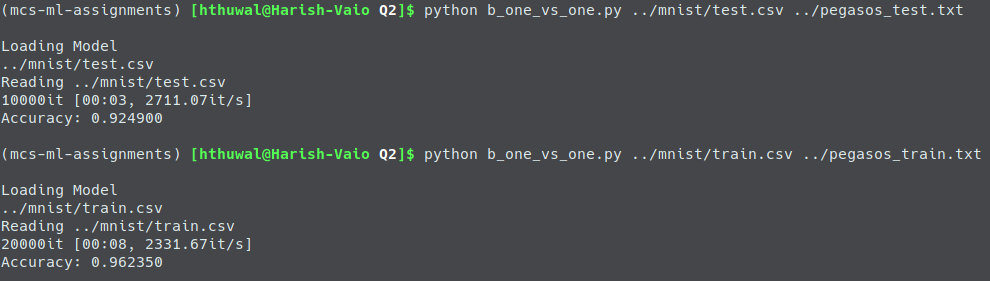 (mcs-ml-assignments) [hthuwal@Harish-Vaio Q2]$ python b_one_vs_one.py ../mnist/test.csv ../pegasos_test.txt
Loading Model
../mnist/test.csv
Reading ../mnist/test.csv
10000it [00:03, 2711.07it/s]
Accuracy: 0.924900
(mcs-ml-assignments) [hthuwal@Harish-Vaio Q2]$ python b_one_vs_one.py ../mnist/train.csv ../pegasos_train.txt
Loading Model
../mnist/train.csv
Reading ../mnist/train.csv
20000it [00:08, 2331.67it/s]
Accuracy: 0.962350